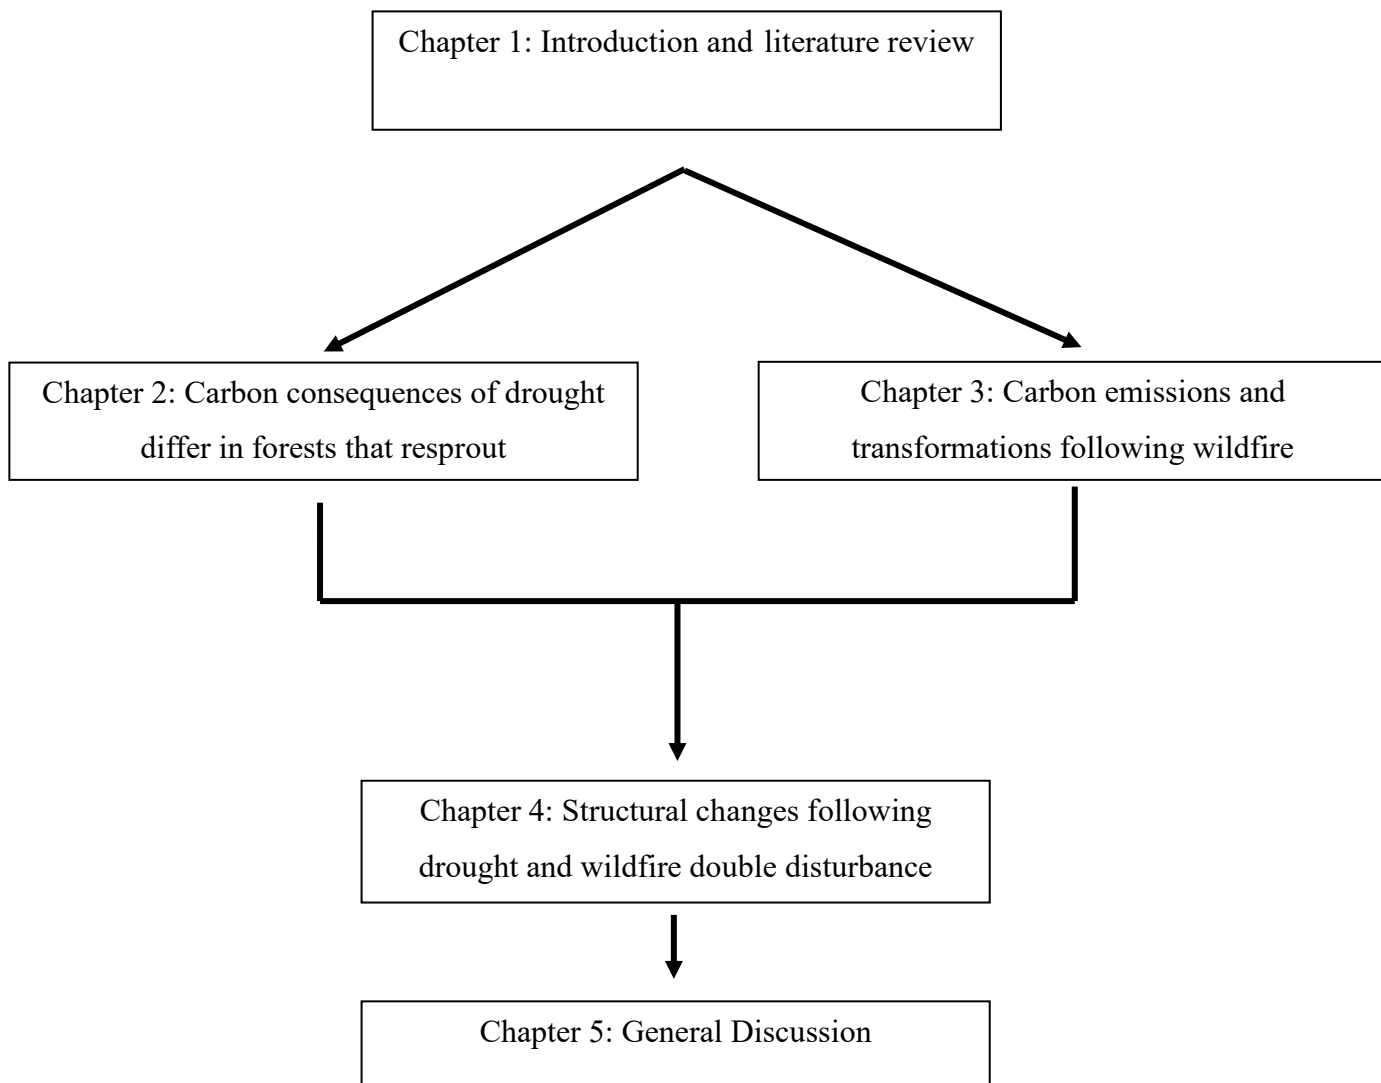 Chapter 1: Introduction and literature review
Chapter 2: Carbon consequences of drought
differ in forests that resprout
Chapter 3: Carbon emissions and
transformations following wildfire
Chapter 4: Structural changes following
drought and wildfire double disturbance
Chapter 5: General Discussion